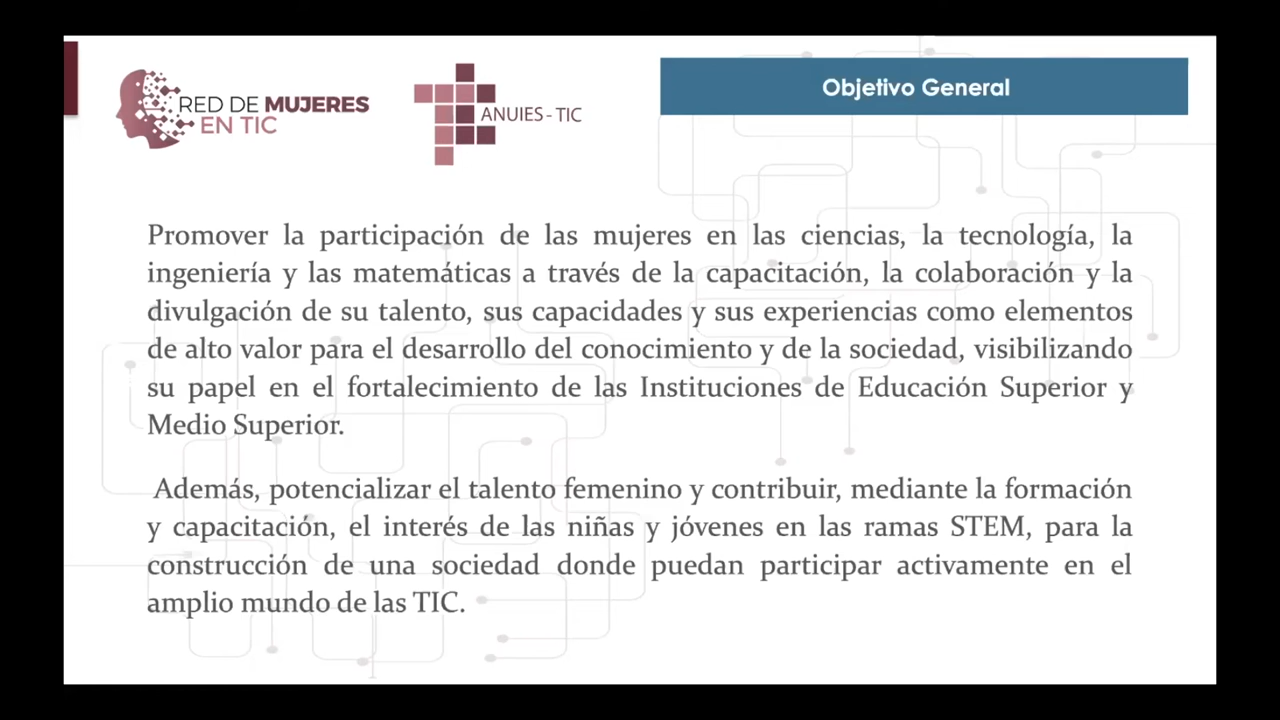 RED DE MUJERES
EN TIC
ANUIES - TIC
Objetivo General
Promover la participación de las mujeres en las ciencias, la tecnología, la
ingeniería y las matemáticas a través de la capacitación, la colaboración y la
divulgación de su talento, sus capacidades y sus experiencias como elementos
de alto valor para el desarrollo del conocimiento y de la sociedad, visibilizando
su papel en el fortalecimiento de las Instituciones de Educación Superior y
Medio Superior.
Además, potencializar el talento femenino y contribuir, mediante la formación
y capacitación, el interés de las niñas y jóvenes en las ramas STEM, para la
construcción de una sociedad donde puedan participar activamente en el
amplio mundo de las TIC.